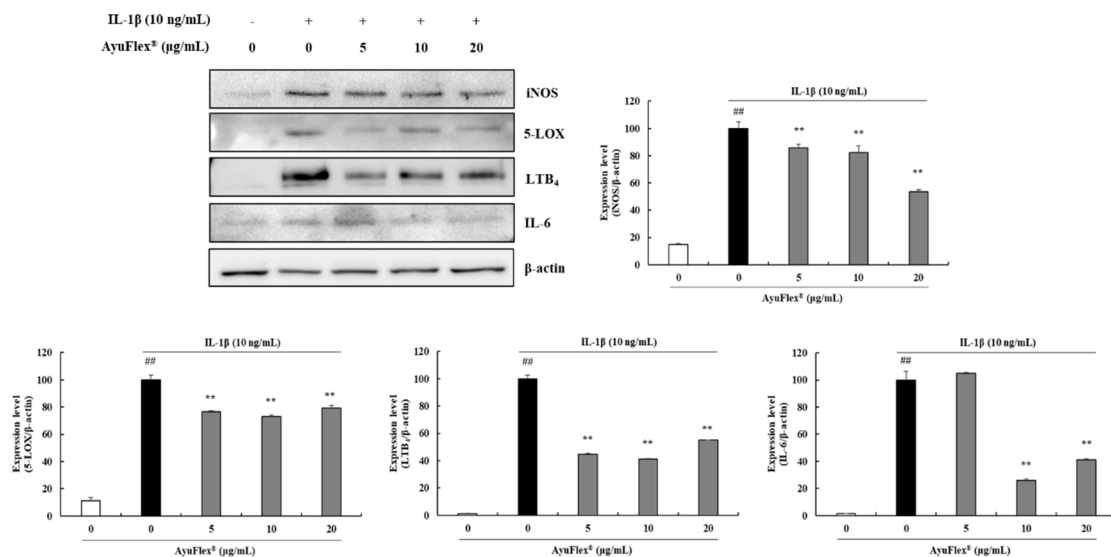 IL-1β (10 ng/mL) - + + + +
AyuFlex® (μg/mL) 0 0 5 10 20
iNOS
5-LOX
LTB₄
IL-6
β-actin
IL-1β (10 ng/mL)
Expression level
(iNOS/β-actin)
120
100
80
60
40
20
0
##
**
**
**
0 0 5 10 20
AyuFlex® (μg/mL)
IL-1β (10 ng/mL)
Expression level
(5-LOX/β-actin)
120
100
80
60
40
20
0
##
**
**
**
0 0 5 10 20
AyuFlex® (μg/mL)
IL-1β (10 ng/mL)
Expression level
(LTB₄/β-actin)
120
100
80
60
40
20
0
##
**
**
**
0 0 5 10 20
AyuFlex® (μg/mL)
IL-1β (10 ng/mL)
Expression level
(IL-6/β-actin)
120
100
80
60
40
20
0
##
**
**
0 0 5 10 20
AyuFlex® (μg/mL)